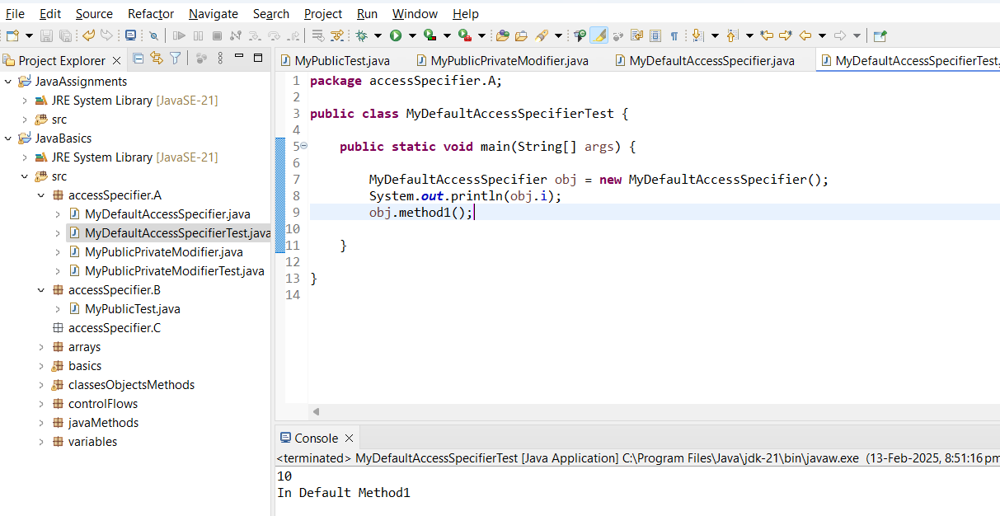 File Edit Source Refactor Navigate Search Project Run Window Help
Project Explorer
JavaAssignments
JRE System Library [JavaSE-21]
src
JavaBasics
JRE System Library [JavaSE-21]
src
accessSpecifier.A
MyDefaultAccessSpecifier.java
MyDefaultAccessSpecifierTest.java
MyPublicPrivateModifier.java
MyPublicPrivateModifierTest.java
accessSpecifier.B
MyPublicTest.java
accessSpecifier.C
arrays
basics
classesObjectsMethods
controlFlows
javaMethods
variables
MyPublicTest.java MyPublicPrivateModifier.java MyDefaultAccessSpecifier.java MyDefaultAccessSpecifierTest.
1 package accessSpecifier.A;
2
3 public class MyDefaultAccessSpecifierTest {
4
5 public static void main(String[] args) {
6
7 MyDefaultAccessSpecifier obj = new MyDefaultAccessSpecifier();
8 System.out.println(obj.i);
9 obj.method1();
10
11 }
12
13 }
14
Console
<terminated> MyDefaultAccessSpecifierTest [Java Application] C:\Program Files\Java\jdk-21\bin\javaw.exe (13-Feb-2025, 8:51:16 pm
10
In Default Method1